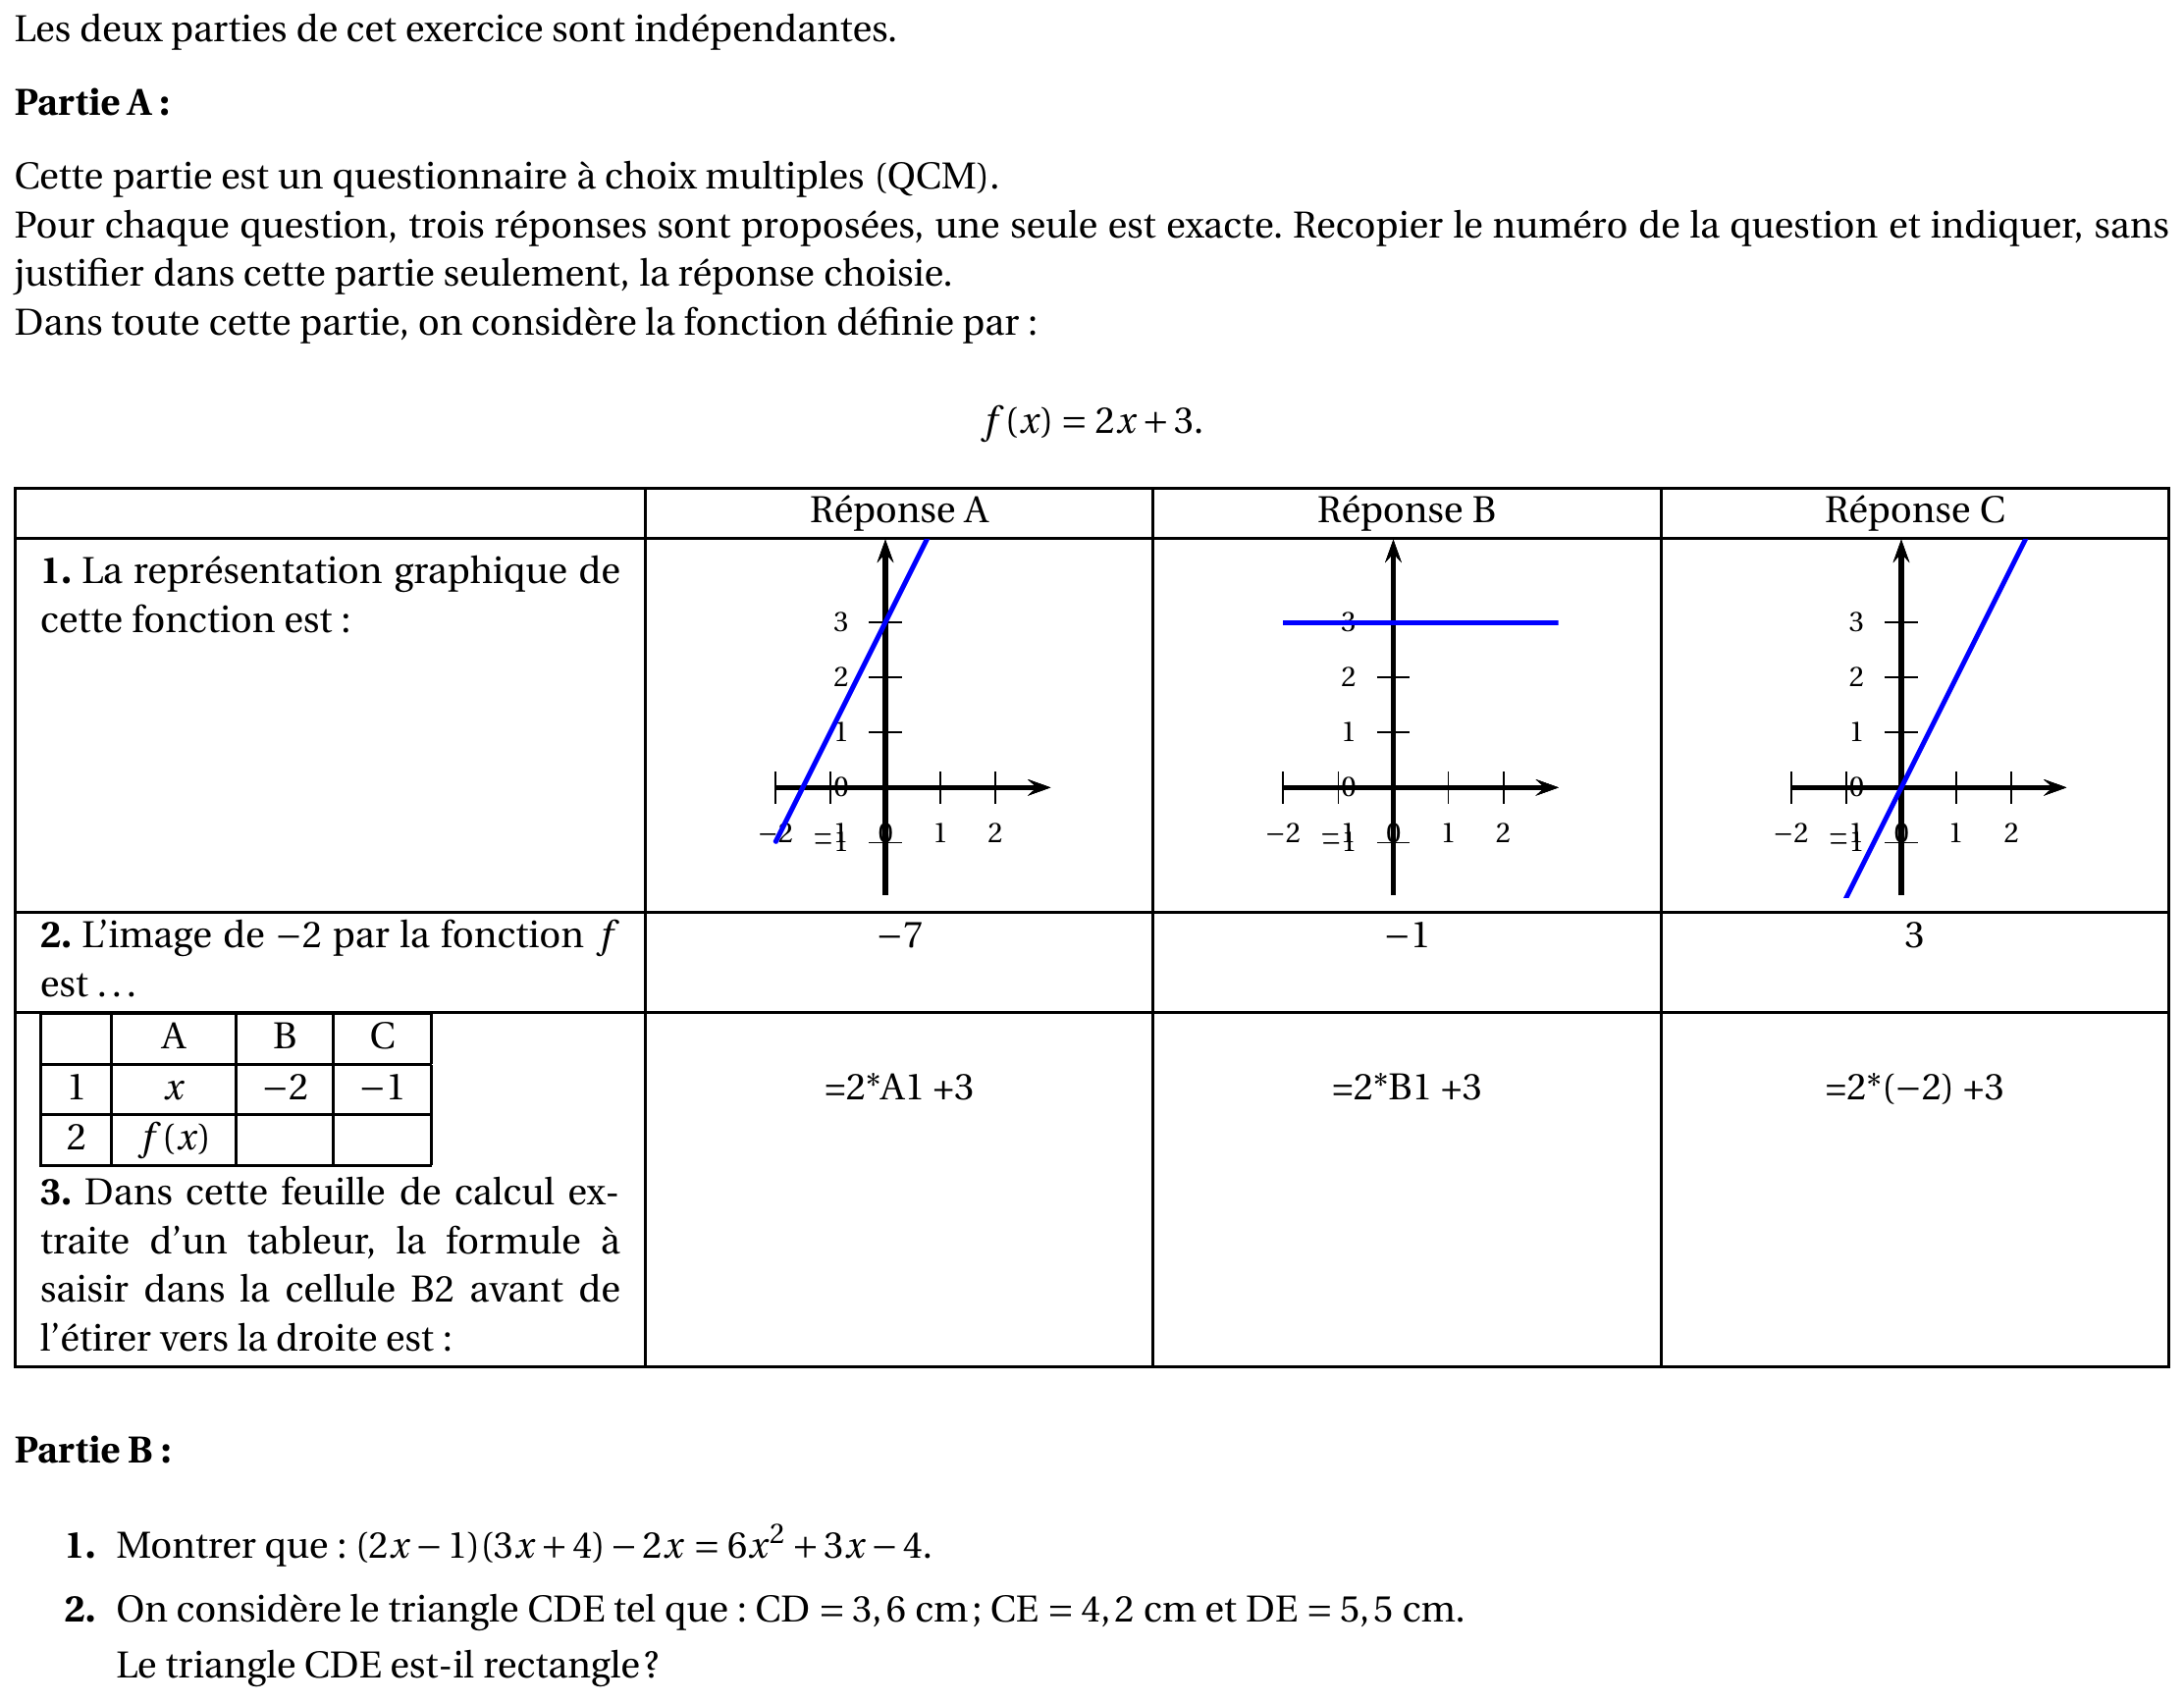 Les deux parties de cet exercice sont indépendantes.
Partie A :
Cette partie est un questionnaire à choix multiples (QCM).
Pour chaque question, trois réponses sont proposées, une seule est exacte. Recopier le numéro de la question et indiquer, sans
justifier dans cette partie seulement, la réponse choisie.
Dans toute cette partie, on considère la fonction définie par :
f(x) = 2x + 3.
Réponse A Réponse B Réponse C
1. La représentation graphique de
cette fonction est :
3
2
1
0
−1
−2 −1 0 1 2
3
2
1
0
−1
−2 −1 0 1 2
3
2
1
0
−1
−2 −1 0 1 2
2. L'image de −2 par la fonction f
est ...
−7 −1 3
A B C
1 x −2 −1
2 f(x)
=2*A1 +3 =2*B1 +3 =2*(−2) +3
3. Dans cette feuille de calcul ex-
traite d'un tableur, la formule à
saisir dans la cellule B2 avant de
l'étirer vers la droite est :
Partie B :
1. Montrer que : (2x − 1)(3x + 4) − 2x = 6x² + 3x − 4.
2. On considère le triangle CDE tel que : CD = 3,6 cm ; CE = 4,2 cm et DE = 5,5 cm.
Le triangle CDE est-il rectangle ?